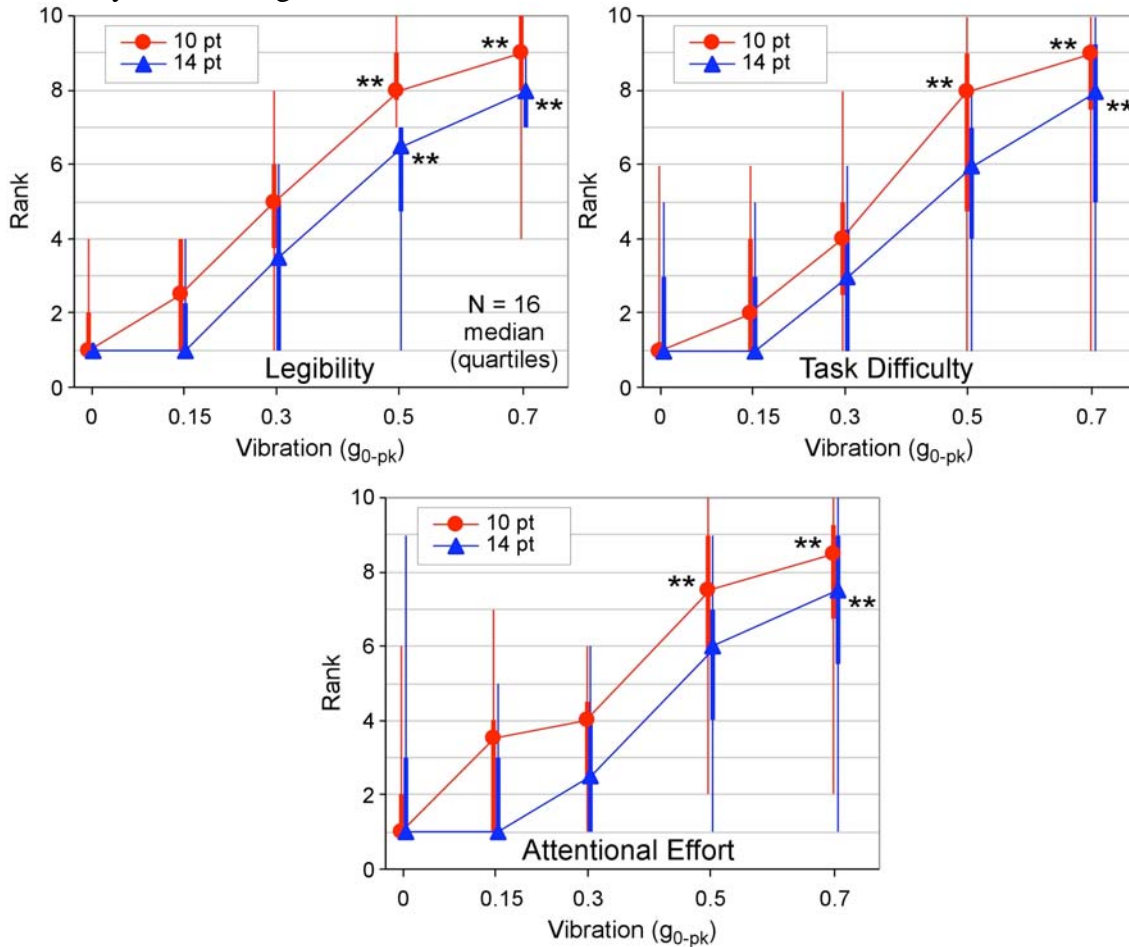 10
10 pt
14 pt
8
**
**
**
**
6
Rank
4
2
N = 16
median
(quartiles)
Legibility
0
0 0.15 0.3 0.5 0.7
Vibration (g0-pk)
10
10 pt
14 pt
8
**
**
**
6
Rank
4
2
Task Difficulty
0
0 0.15 0.3 0.5 0.7
Vibration (g0-pk)
10
10 pt
14 pt
8
**
**
**
6
Rank
4
2
Attentional Effort
0
0 0.15 0.3 0.5 0.7
Vibration (g0-pk)